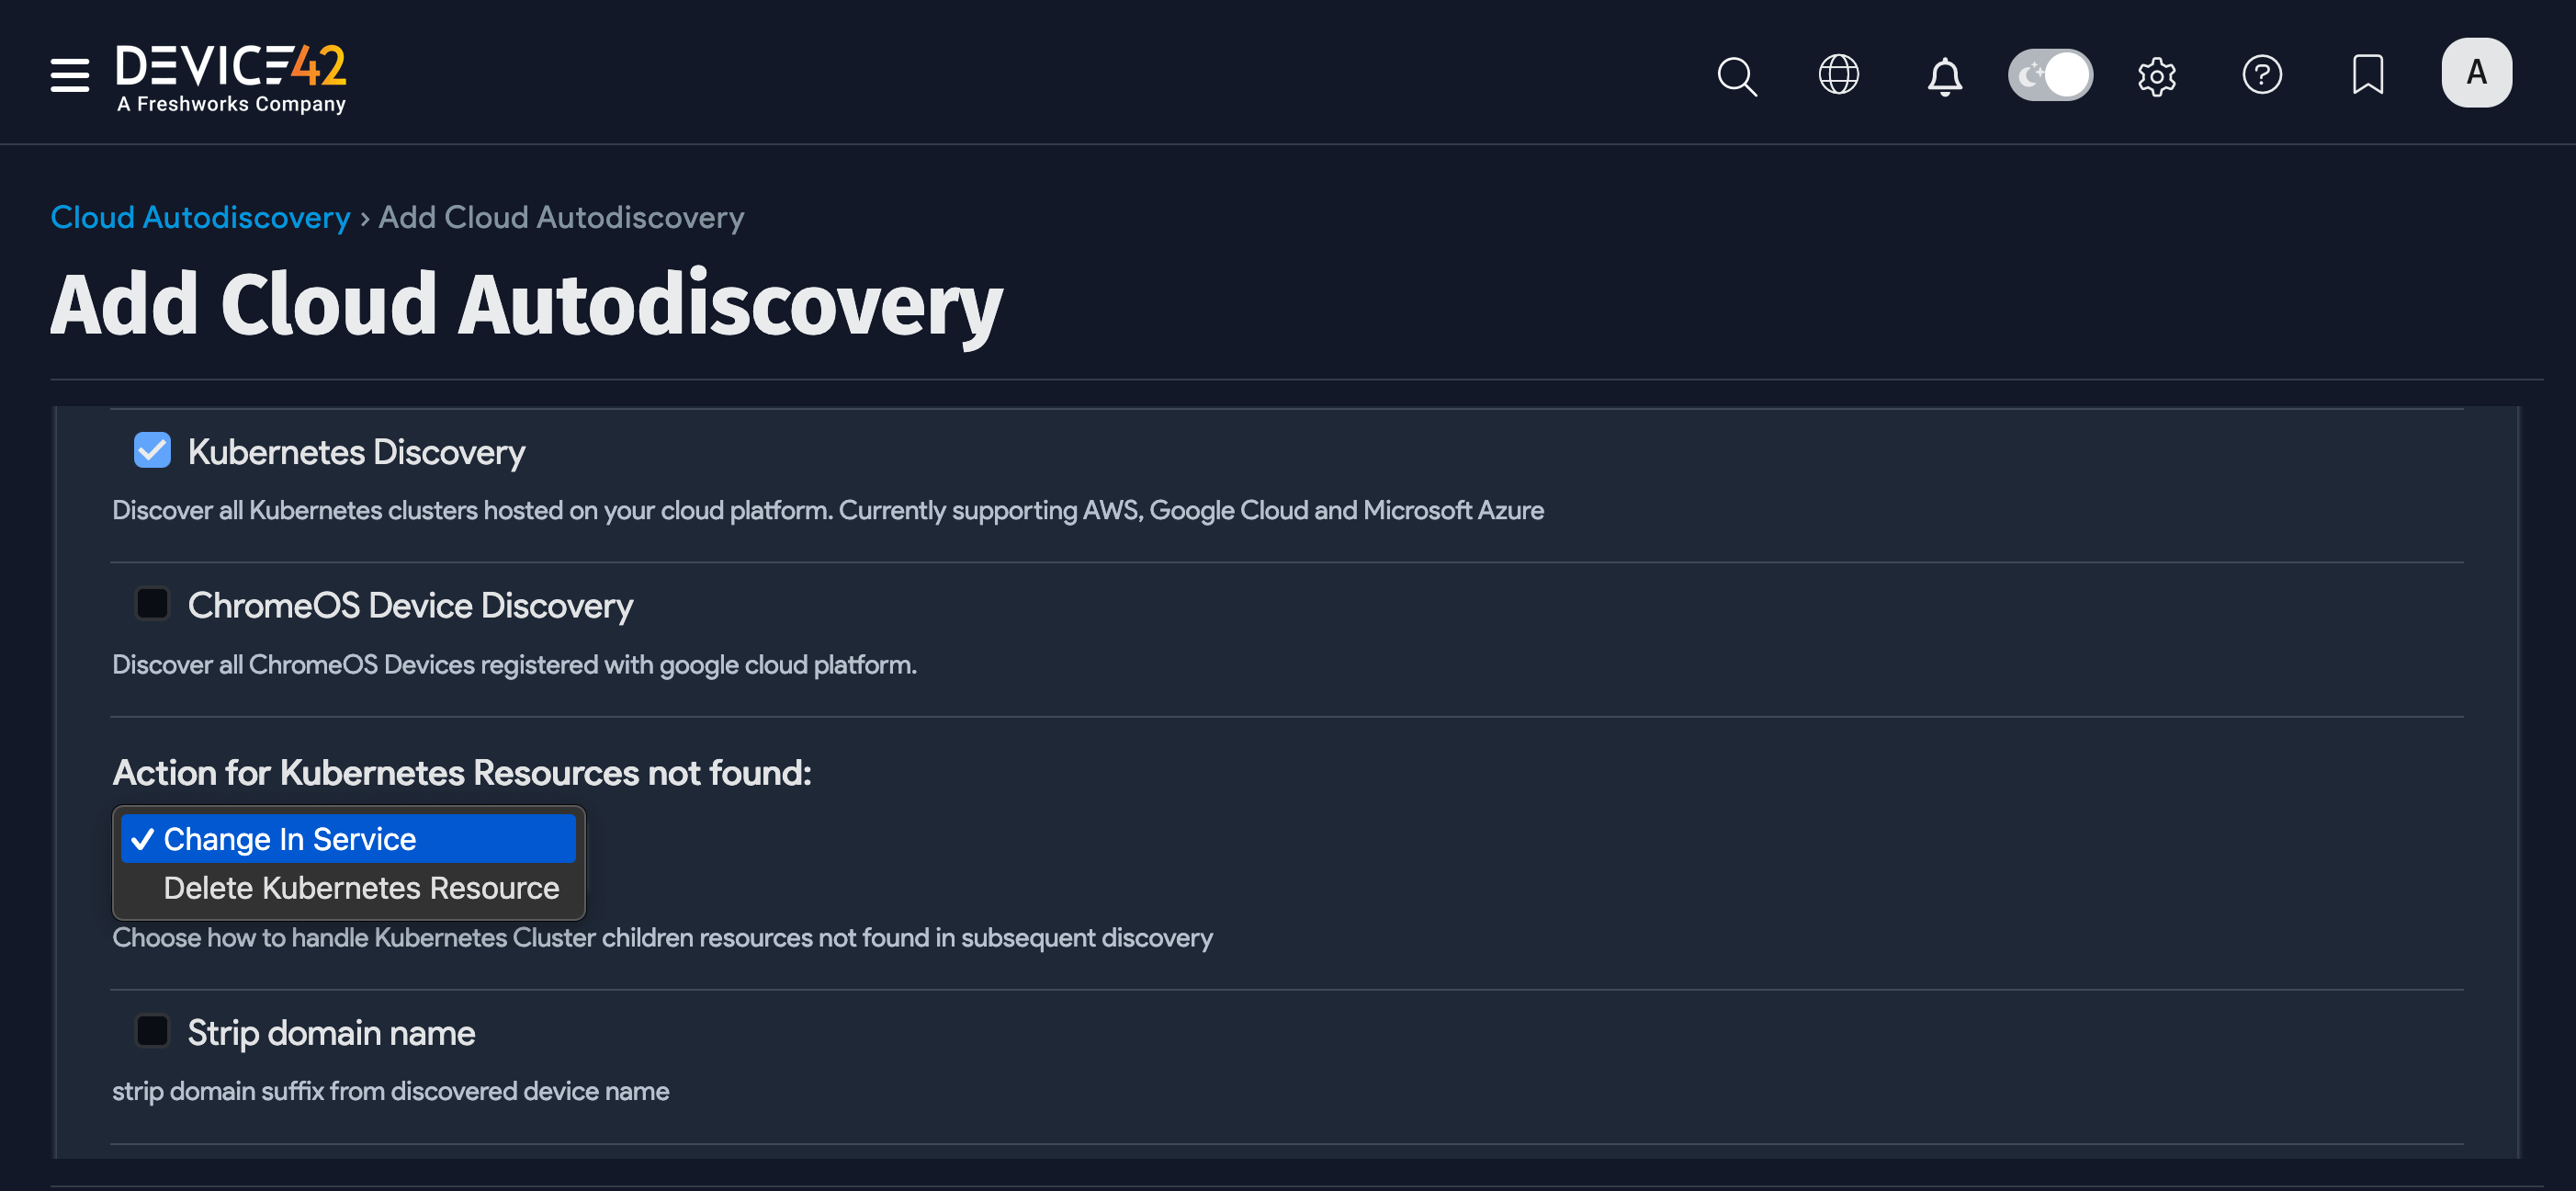 DEVICE42
A Freshworks Company
A
Cloud Autodiscovery › Add Cloud Autodiscovery
Add Cloud Autodiscovery
Kubernetes Discovery
Discover all Kubernetes clusters hosted on your cloud platform. Currently supporting AWS, Google Cloud and Microsoft Azure
ChromeOS Device Discovery
Discover all ChromeOS Devices registered with google cloud platform.
Action for Kubernetes Resources not found:
✓ Change In Service
Delete Kubernetes Resource
Choose how to handle Kubernetes Cluster children resources not found in subsequent discovery
Strip domain name
strip domain suffix from discovered device name